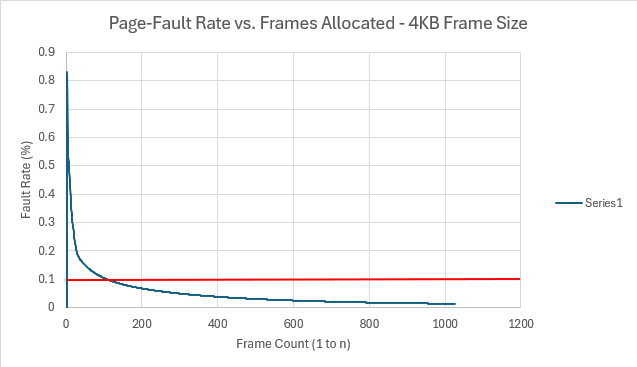 Page-Fault Rate vs. Frames Allocated - 4KB Frame Size
0.9
0.8
0.7
0.6
0.5
0.4
0.3
0.2
0.1
0
Fault Rate (%)
0 200 400 600 800 1000 1200
Frame Count (1 to n)
Series1